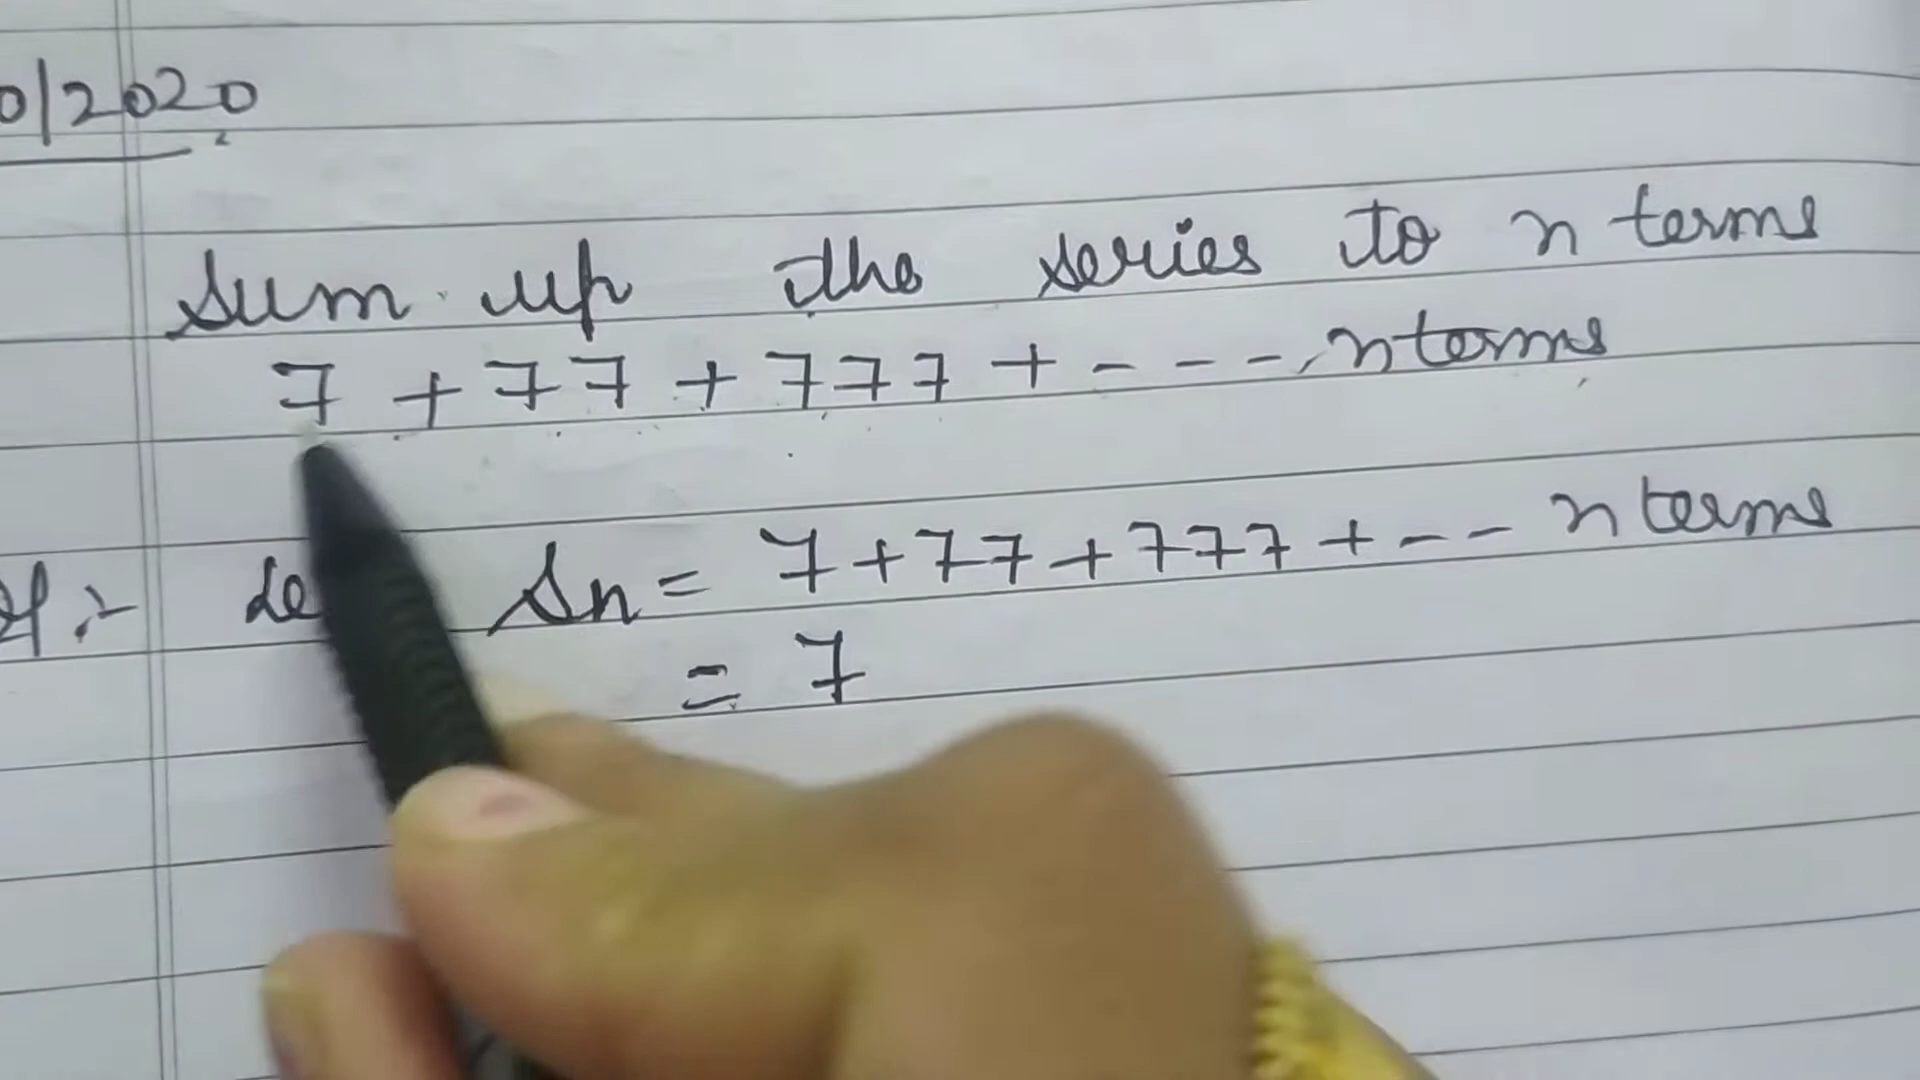 0/2020
Sum up the series to n terms
7 + 77 + 777 + - - - n terms
Sn = 7+77+777 + - - n terms
= 7